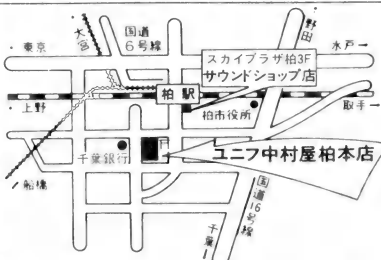 ・東京
大宮
国道
6号線
・野田
水戸→
スカイプラザ柏3F
サウンドショップ店
柏駅
・上野
柏市役所
取手→
千葉銀行
ユニフ中村屋柏本店
船橋
国道16号線
千葉